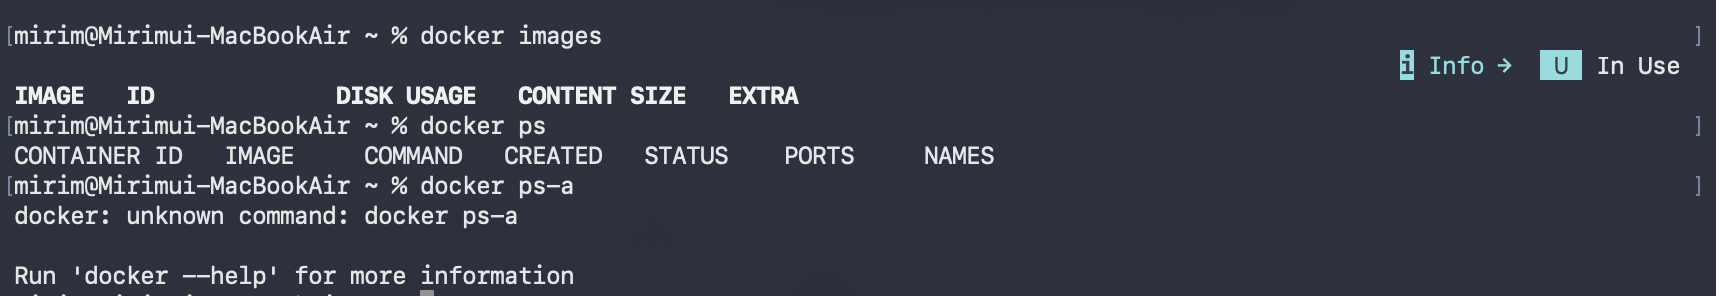 [mirim@Mirimui-MacBookAir ~ % docker images ]
i Info → U In Use
IMAGE ID DISK USAGE CONTENT SIZE EXTRA
[mirim@Mirimui-MacBookAir ~ % docker ps ]
CONTAINER ID IMAGE COMMAND CREATED STATUS PORTS NAMES
[mirim@Mirimui-MacBookAir ~ % docker ps-a ]
docker: unknown command: docker ps-a
Run 'docker --help' for more information